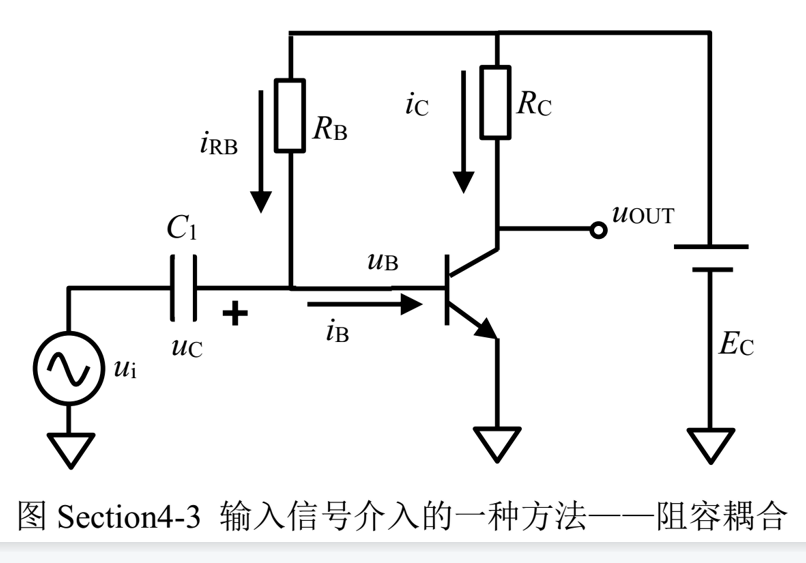 iRB
RB
iC
RC
uOUT
C1
uB
+
iB
uC
ui
EC
图 Section4-3 输入信号介入的一种方法——阻容耦合